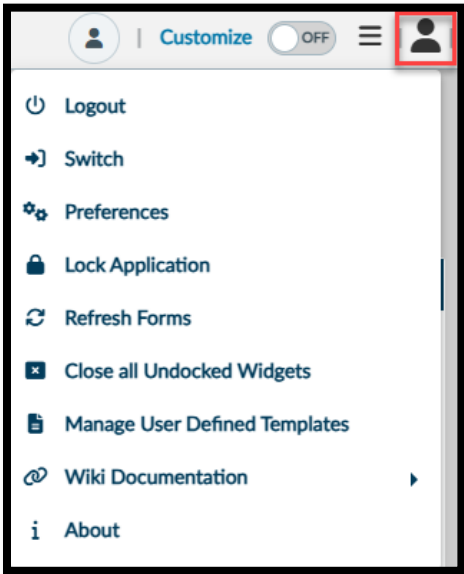 | Customize OFF
Logout
Switch
Preferences
Lock Application
Refresh Forms
Close all Undocked Widgets
Manage User Defined Templates
Wiki Documentation
About